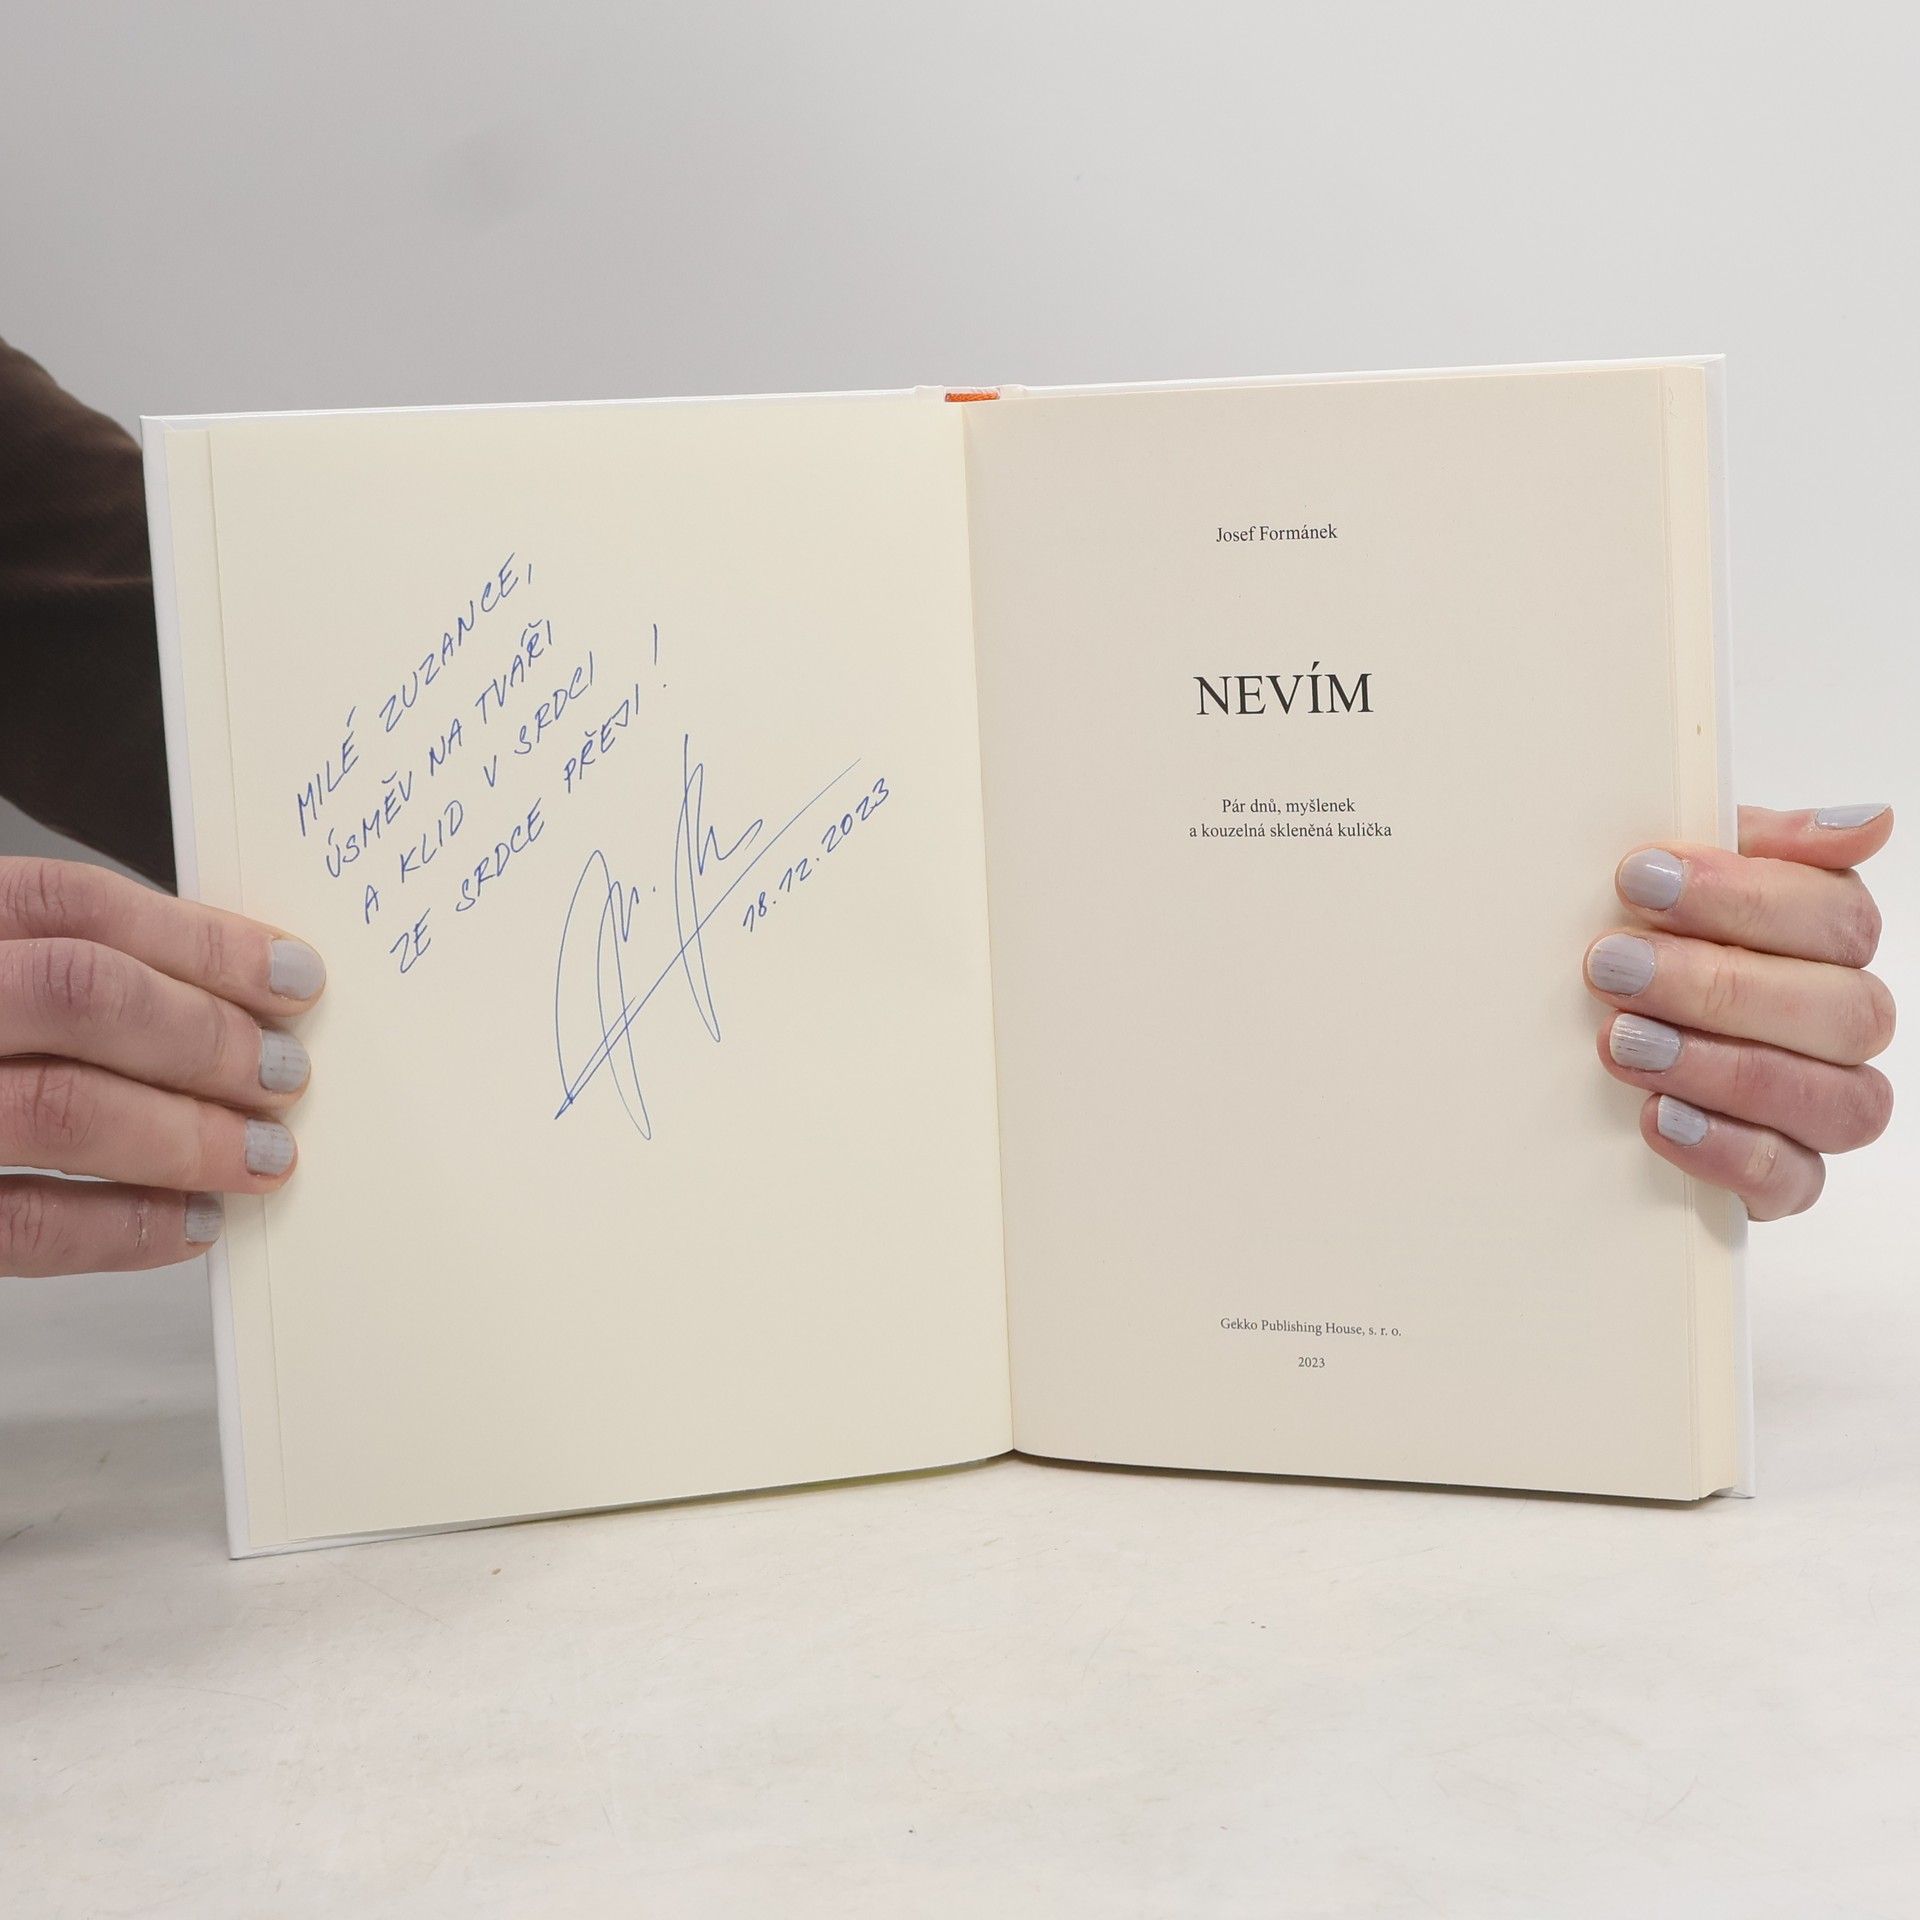 MILÉ ZUZANCE,
ÚSMĚV NA TVÁŘI
A KLID V SRDCI
ZE SRDCE PŘEJI!
18.12.2023
Josef Formánek
NEVÍM
Pár dnů, myšlenek
a kouzelná skleněná kulička
Gekko Publishing House, s. r. o.
2023